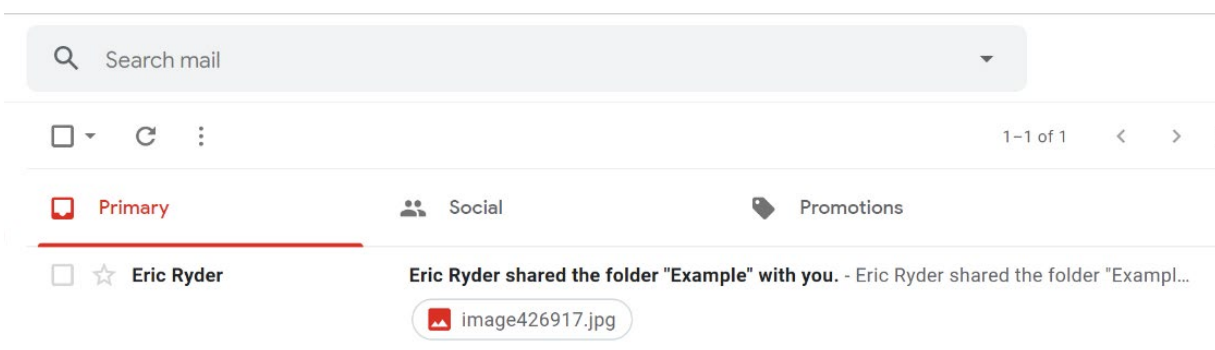 Search mail
1–1 of 1
Primary Social Promotions
Eric Ryder Eric Ryder shared the folder "Example" with you. - Eric Ryder shared the folder "Exampl...
image426917.jpg